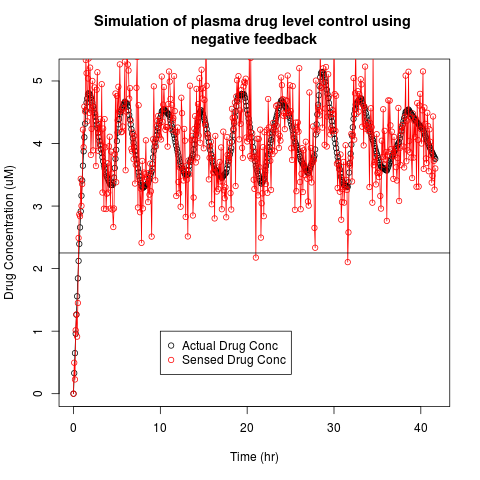 Simulation of plasma drug level control using
negative feedback
Drug Concentration (uM)
5
4
3
2
1
0
Actual Drug Conc
Sensed Drug Conc
0
10
20
30
40
Time (hr)